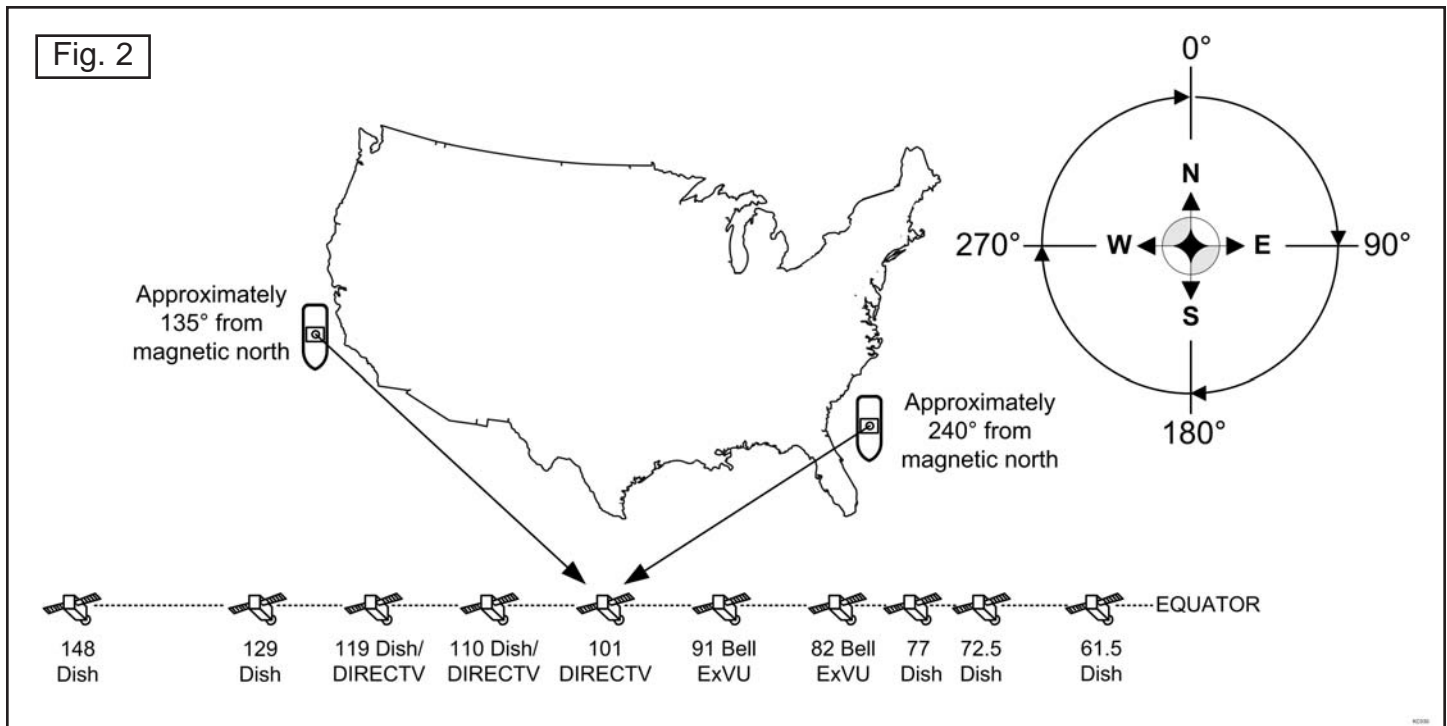 Fig. 2
0°
N
270°
W
E
90°
S
180°
Approximately
135° from
magnetic north
Approximately
240° from
magnetic north
EQUATOR
148
Dish
129
Dish
119 Dish/
DIRECTV
110 Dish/
DIRECTV
101
DIRECTV
91 Bell
ExVU
82 Bell
ExVU
77
Dish
72.5
Dish
61.5
Dish